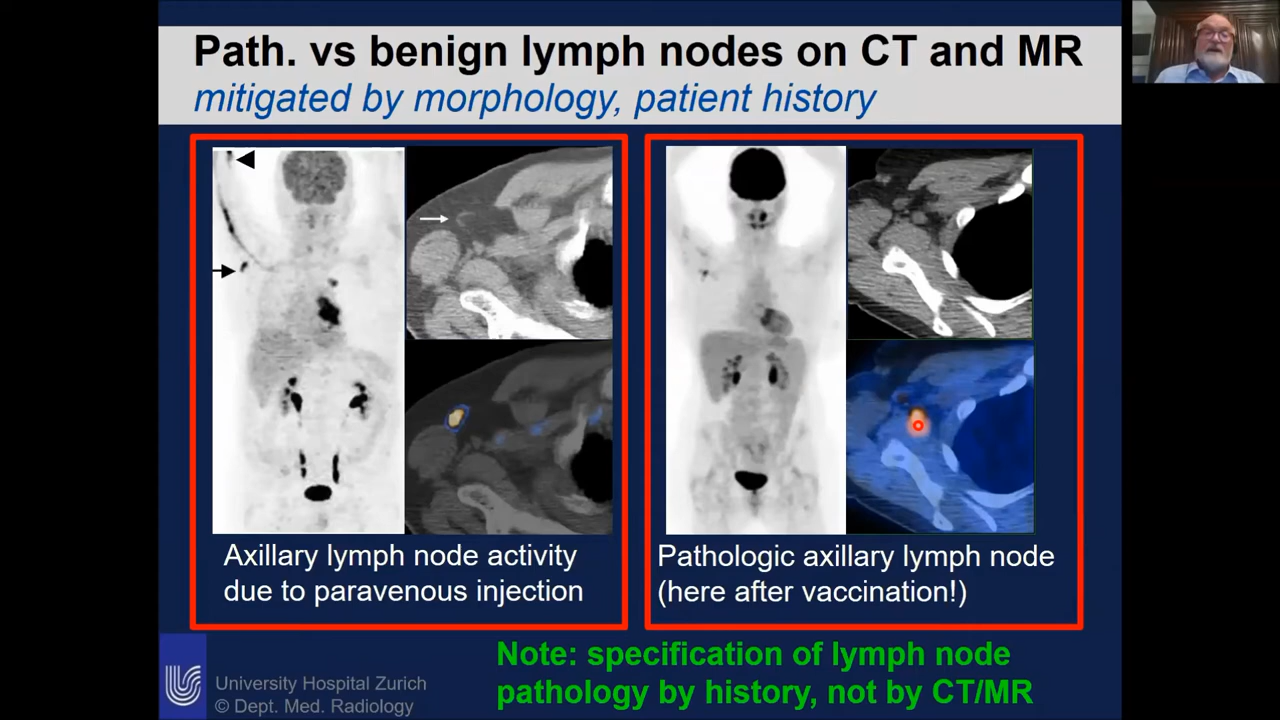 Path. vs benign lymph nodes on CT and MR
mitigated by morphology, patient history
Axillary lymph node activity
due to paravenous injection
Pathologic axillary lymph node
(here after vaccination!)
Note: specification of lymph node
pathology by history, not by CT/MR
University Hospital Zurich
© Dept. Med. Radiology